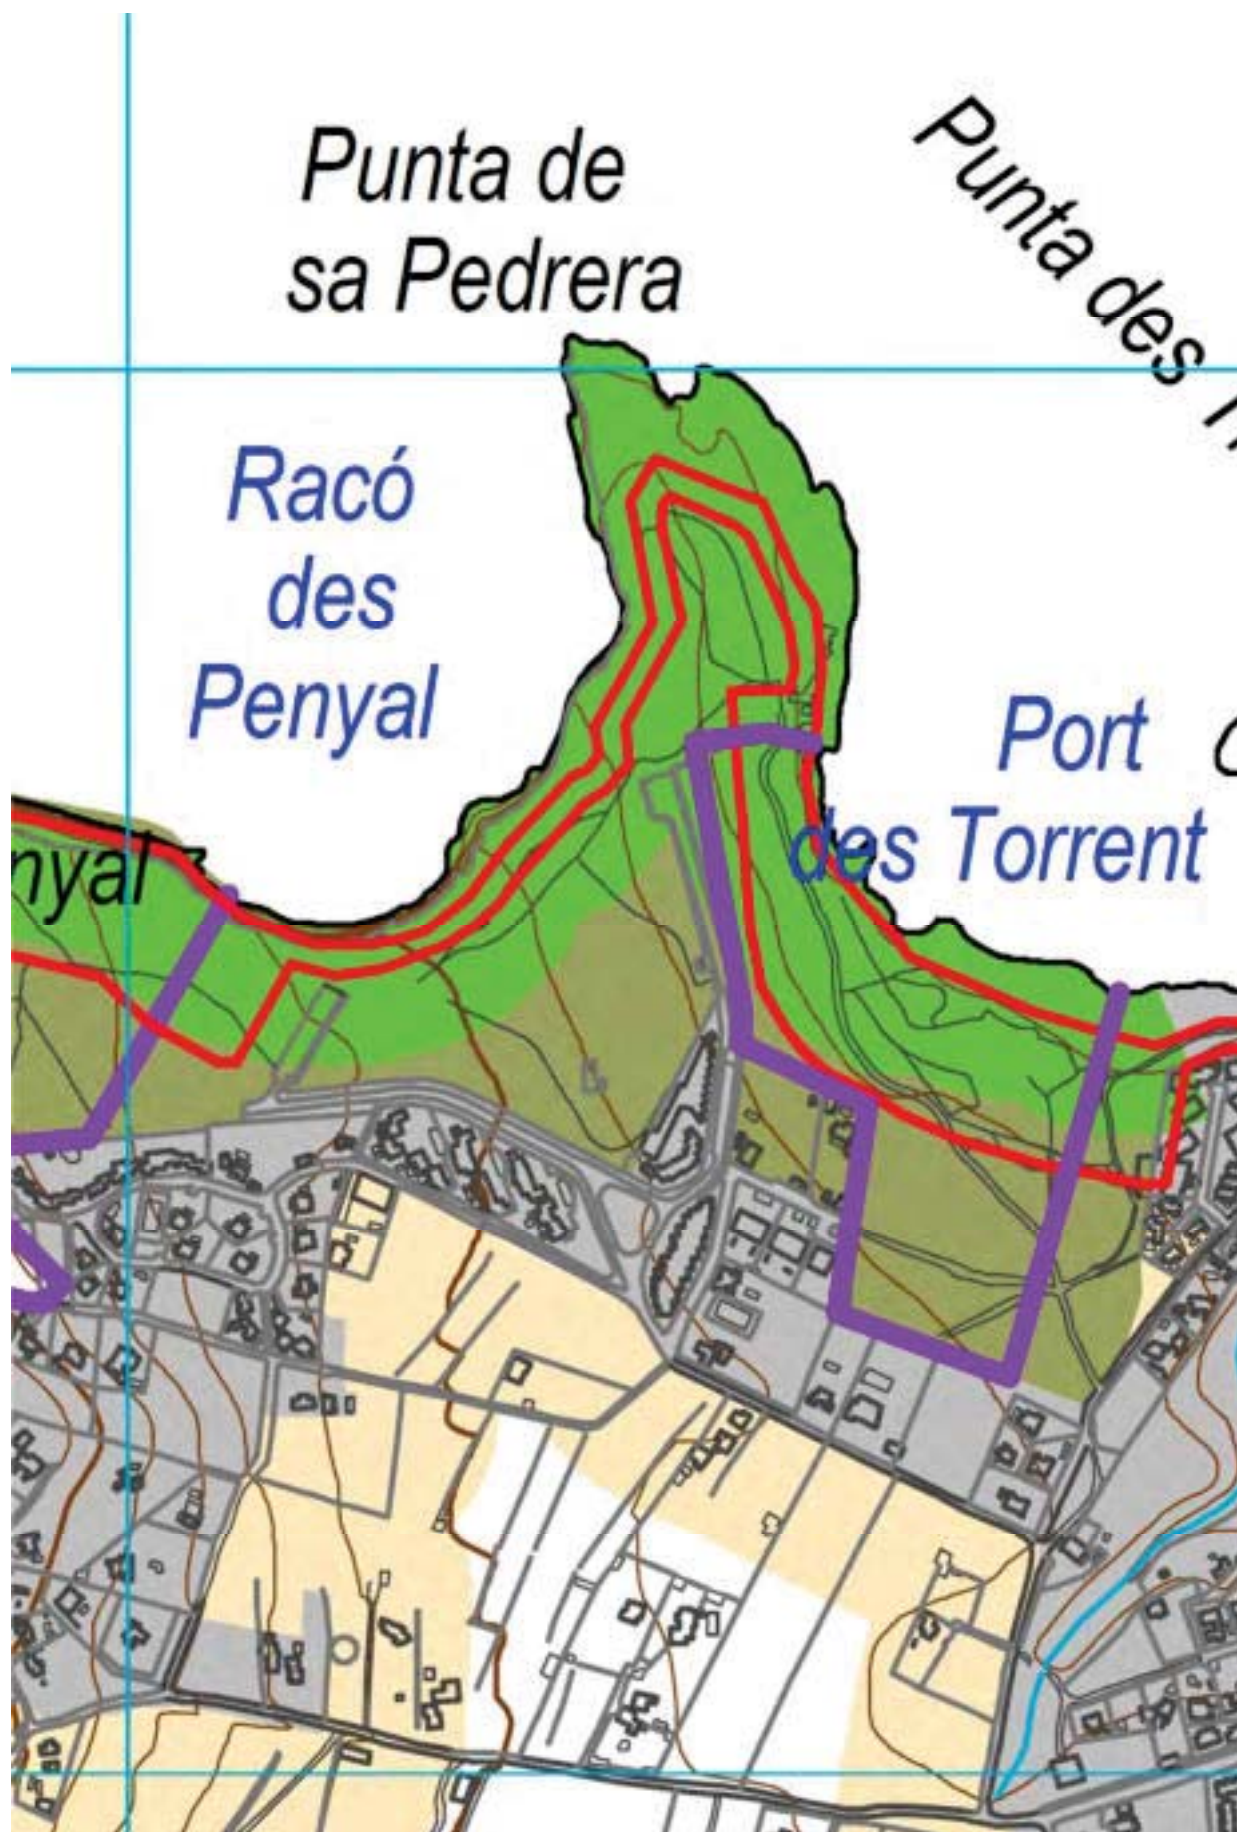 Punta de
sa Pedrera
Punta des
Racó
des
Penyal
Port
des Torrent
nyal